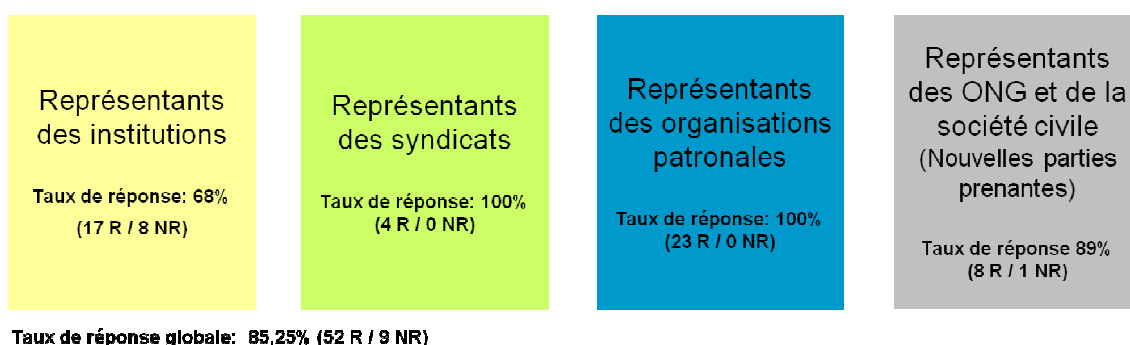 Représentants
des institutions
Taux de réponse: 68%
(17 R / 8 NR)
Représentants
des syndicats
Taux de réponse: 100%
(4 R / 0 NR)
Représentants
des organisations
patronales
Taux de réponse: 100%
(23 R / 0 NR)
Représentants
des ONG et de la
société civile
(Nouvelles parties
prenantes)
Taux de réponse 89%
(8 R / 1 NR)
Taux de réponse globale: 85,25% (52 R / 9 NR)